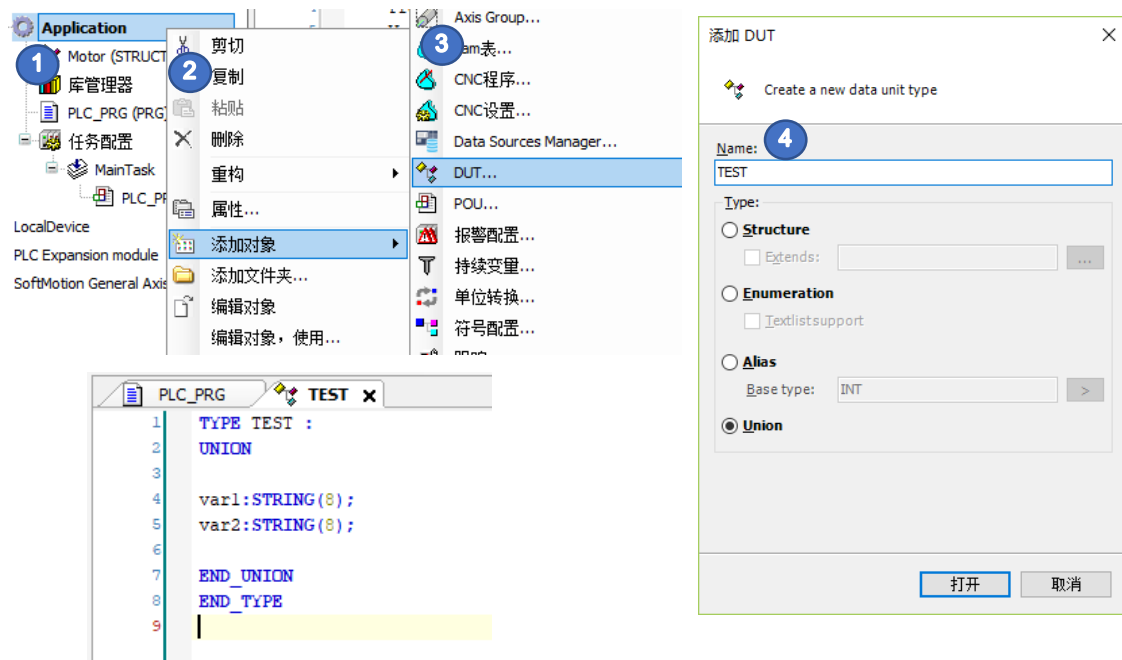 Application
Motor (STRUCT
库管理器
PLC_PRG (PRG)
任务配置
MainTask
PLC_PR
LocalDevice
PLC Expansion module
SoftMotion General Axis
1
2
剪切
复制
粘贴
删除
重构
属性...
添加对象
添加文件夹...
编辑对象
编辑对象，使用...
3
Axis Group...
am表...
CNC程序...
CNC设置...
Data Sources Manager...
DUT...
POU...
报警配置...
持续变量...
单位转换...
符号配置...
添加 DUT
Create a new data unit type
4
Name:
TEST
Type:
Structure
Extends:
...
Enumeration
Textlistsupport
Alias
Base type: INT >
Union
打开 取消
PLC_PRG TEST x
1 TYPE TEST :
2 UNION
3
4 var1:STRING(8);
5 var2:STRING(8);
6
7 END_UNION
8 END_TYPE
9